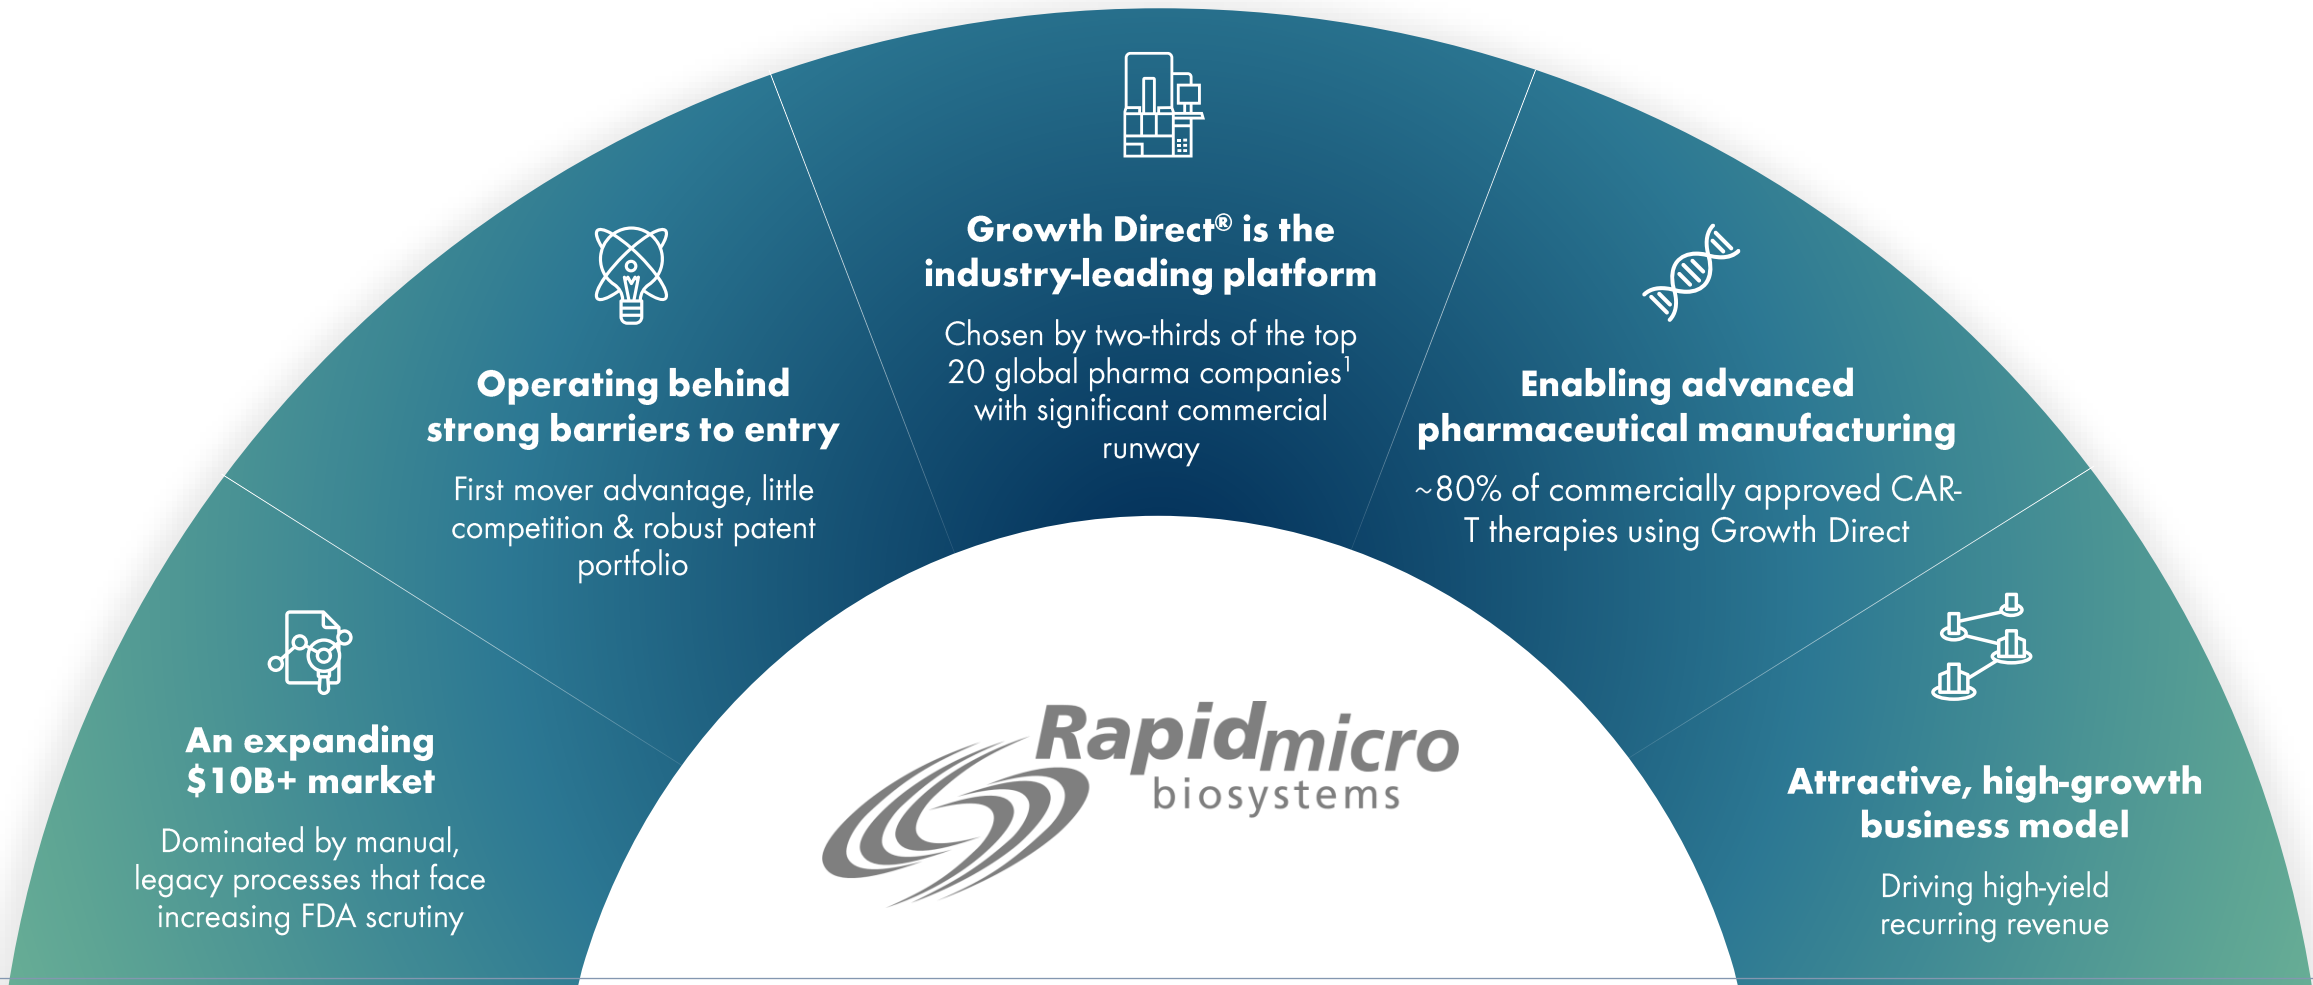 An expanding
$10B+ market
Dominated by manual,
legacy processes that face
increasing FDA scrutiny
Operating behind
strong barriers to entry
First mover advantage, little
competition & robust patent
portfolio
Growth Direct® is the
industry-leading platform
Chosen by two-thirds of the top
20 global pharma companies¹
with significant commercial
runway
Enabling advanced
pharmaceutical manufacturing
~80% of commercially approved CAR-
T therapies using Growth Direct
Attractive, high-growth
business model
Driving high-yield
recurring revenue
Rapidmicro
biosystems